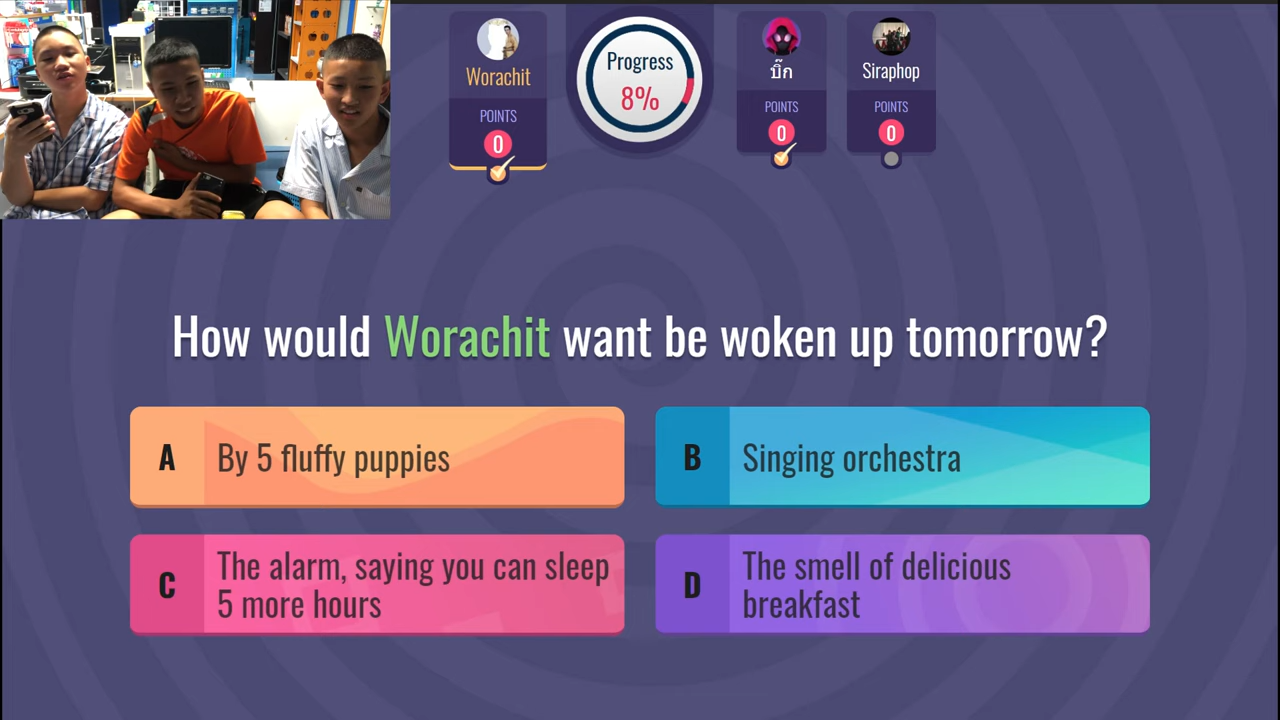 Worachit
POINTS
0
Progress
8%
บิ๊ก
POINTS
0
Siraphop
POINTS
0
How would Worachit want be woken up tomorrow?
A
By 5 fluffy puppies
B
Singing orchestra
C
The alarm, saying you can sleep
5 more hours
D
The smell of delicious
breakfast